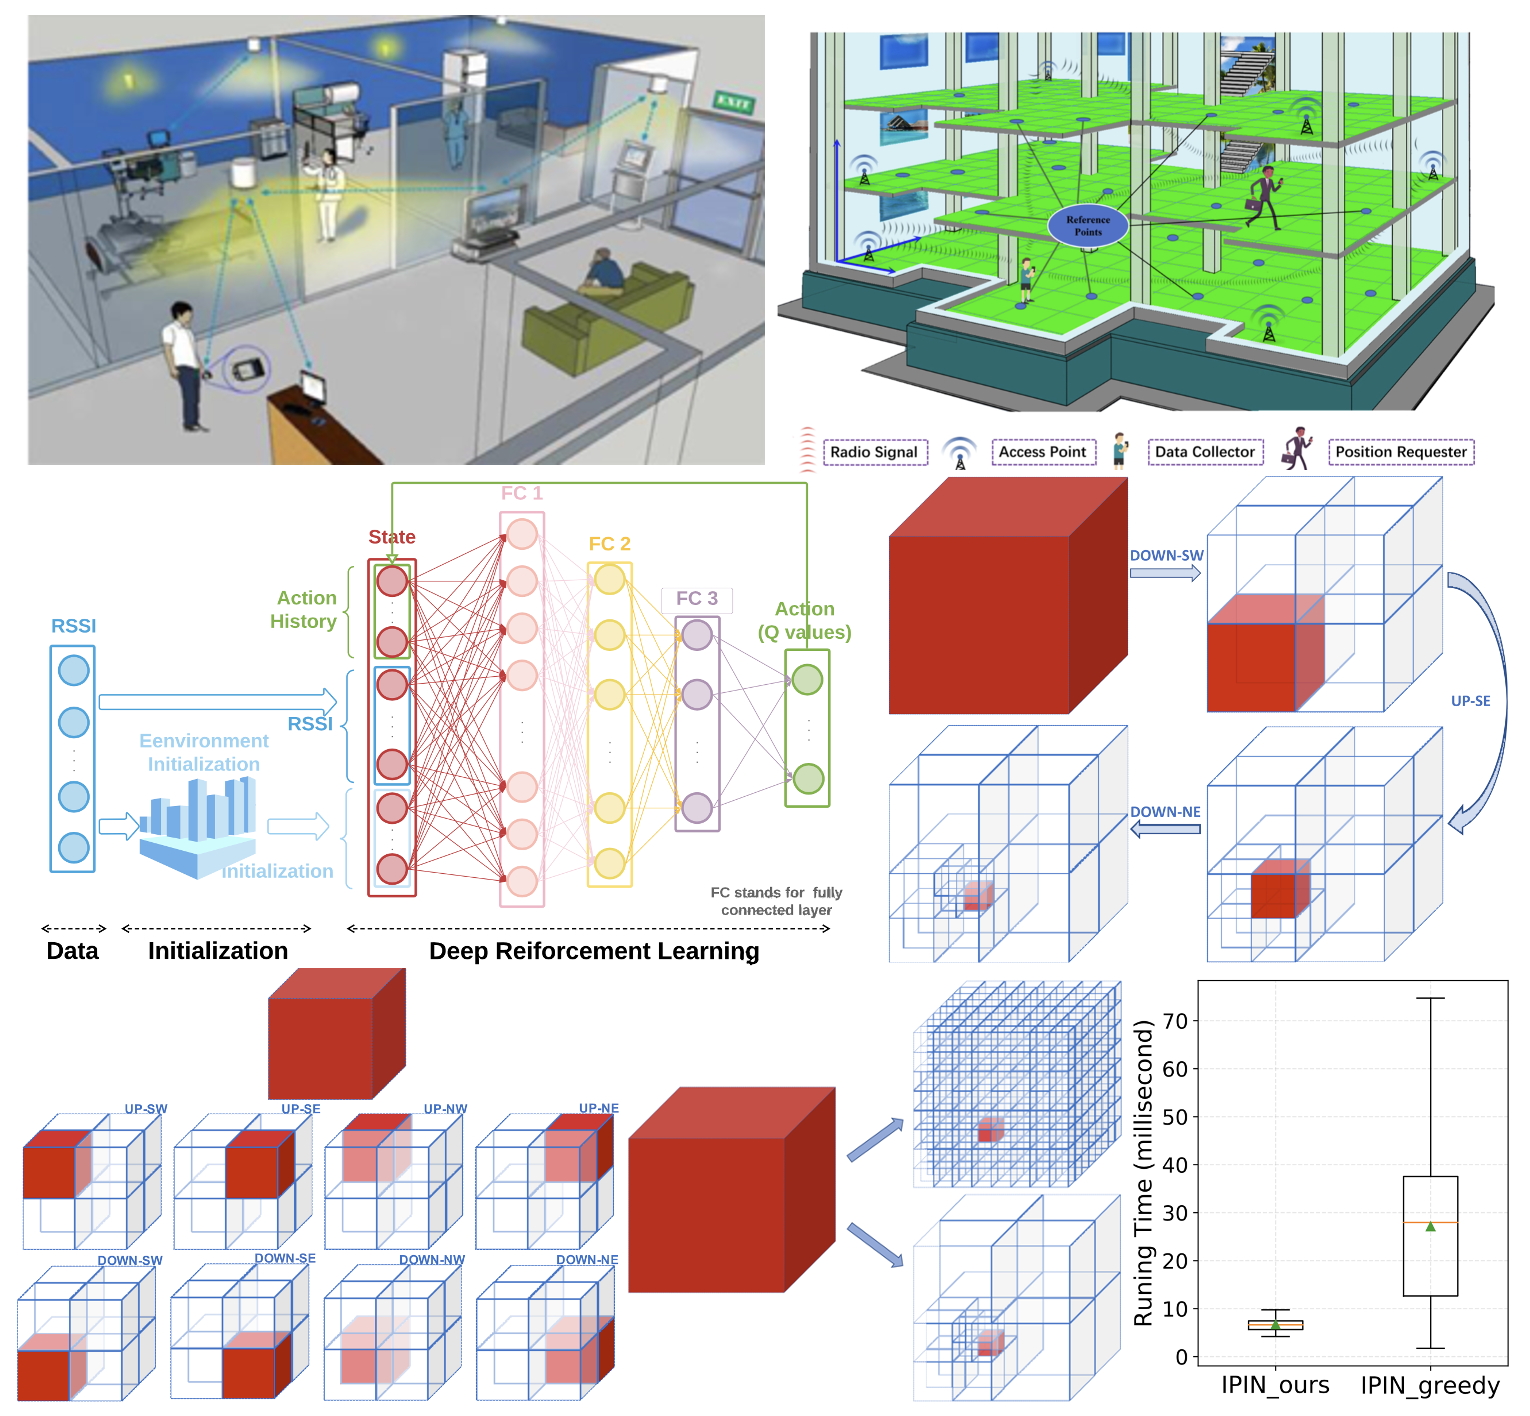 EXIT
Reference
Points
Radio Signal
Access Point
Data Collector
Position Requester
FC 1
State
FC 2
FC 3
Action
(Q values)
Action
History
RSSI
RSSI
Eenvironment
Initialization
Initialization
FC stands for fully
connected layer
Data
Initialization
Deep Reiforcement Learning
DOWN-SW
UP-SE
DOWN-NE
UP-SW
UP-SE
UP-NW
UP-NE
DOWN-SW
DOWN-SE
DOWN-NW
DOWN-NE
Runing Time (millisecond)
70
60
50
40
30
20
10
0
IPIN_ours
IPIN_greedy